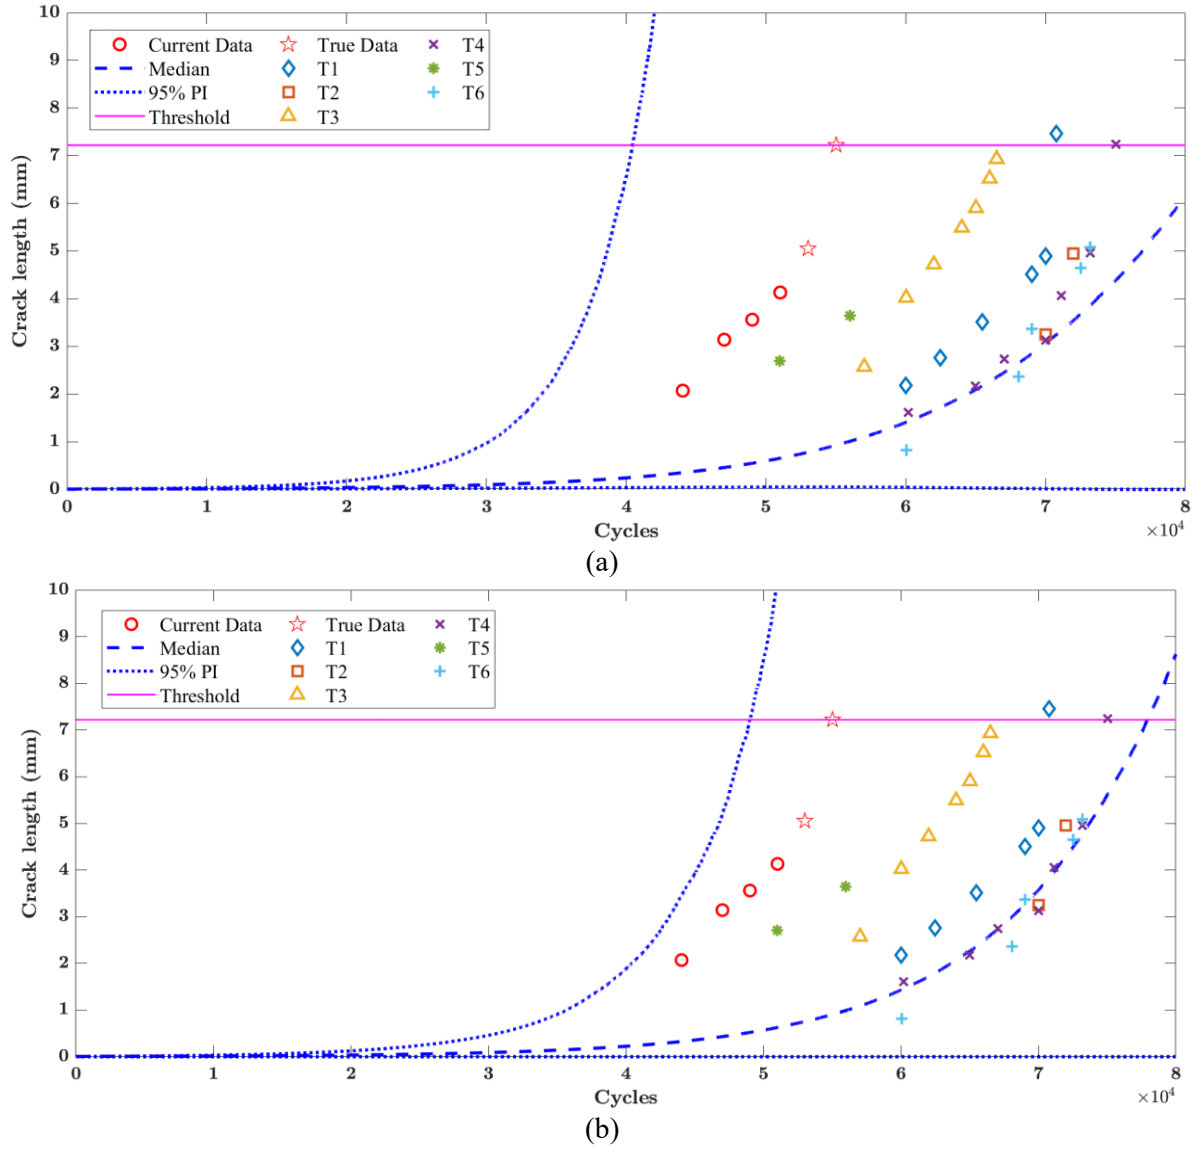 10
9
8
7
6
5
4
3
2
1
0
Crack length (mm)
Current Data True Data T4
Median T1 T5
95% PI T2 T6
Threshold T3
0 1 2 3 4 5 6 7 8
Cycles ×10⁴
(a)
10
9
8
7
6
5
4
3
2
1
0
Crack length (mm)
Current Data True Data T4
Median T1 T5
95% PI T2 T6
Threshold T3
0 1 2 3 4 5 6 7 8
Cycles ×10⁴
(b)